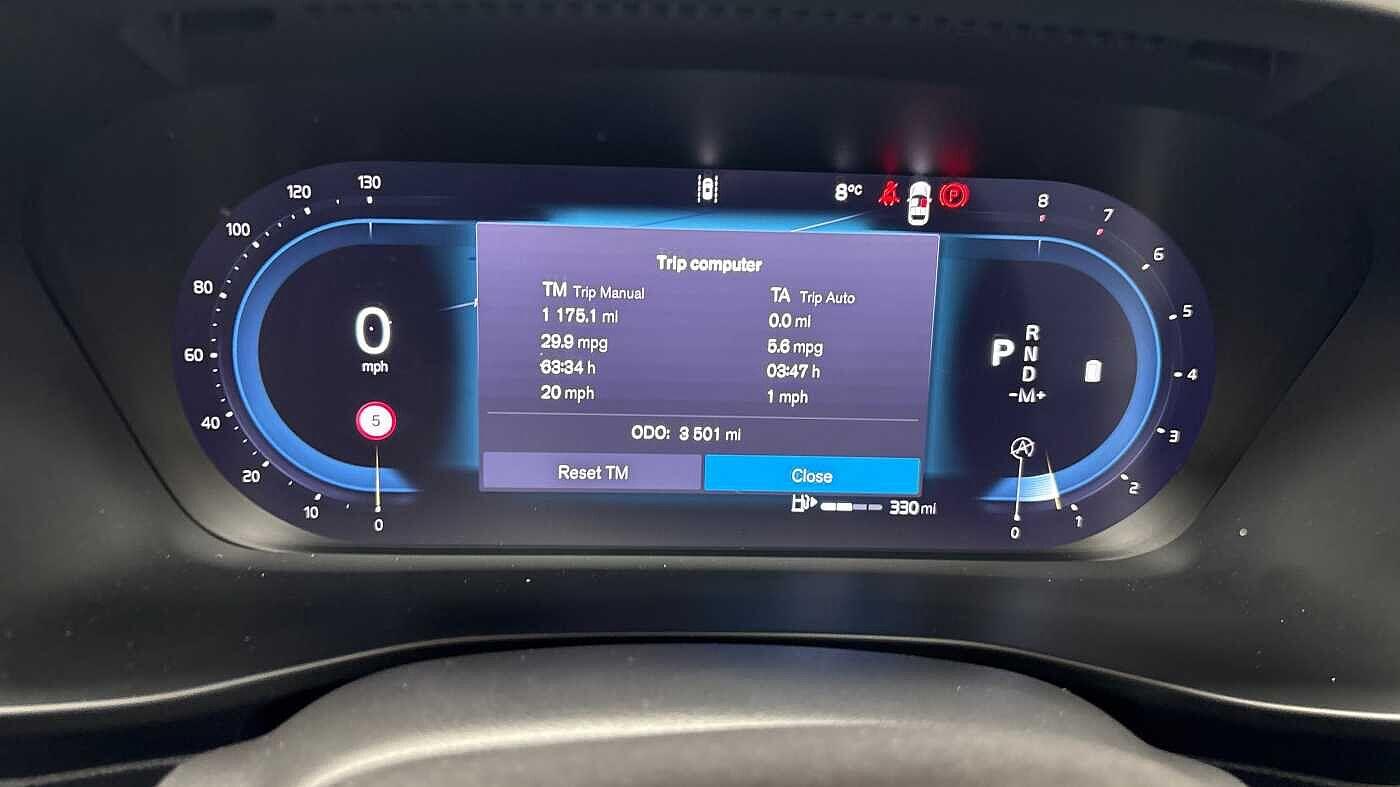 130
120
100
80
60
40
20
10
0
0
mph
5
8°C
P
Trip computer
TM Trip Manual
1 175.1 mi
29.9 mpg
63:34 h
20 mph
TA Trip Auto
0.0 mi
5.6 mpg
03:47 h
1 mph
ODO: 3 501 mi
Reset TM
Close
330 mi
8
7
6
5
4
3
2
1
0
P
R
N
D
-M+
A